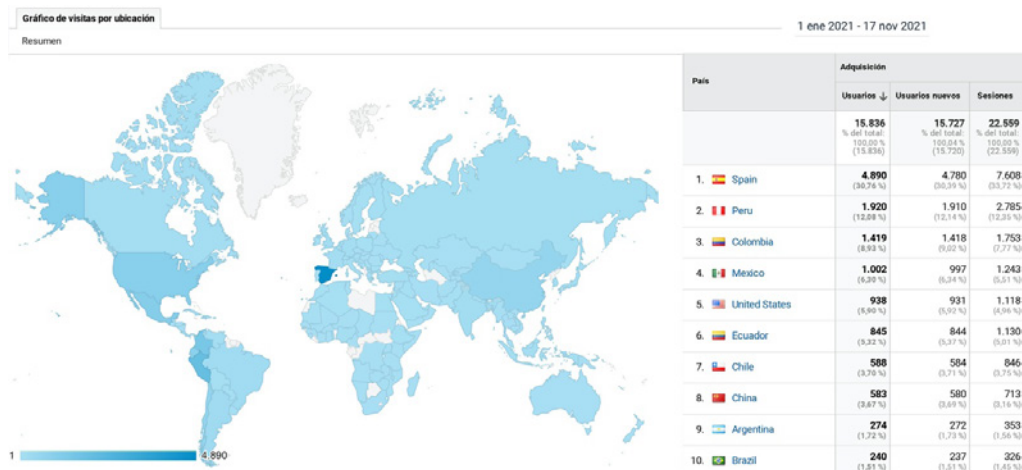 Gráfico de visitas por ubicación
1 ene 2021 - 17 nov 2021
Resumen
País
Adquisición
Usuarios ↓ Usuarios nuevos Sesiones
15.836 15.727 22.559
% del total: % del total: % del total:
100,00 % 100,04 % 100,00 %
(15.836) (15.720) (22.559)
1. Spain 4.890 4.780 7.608
(30,76 %) (30,39 %) (33,72 %)
2. Peru 1.920 1.910 2.785
(12,08 %) (12,14 %) (12,35 %)
3. Colombia 1.419 1.418 1.753
(8,93 %) (9,02 %) (7,77 %)
4. Mexico 1.002 997 1.243
(6,30 %) (6,34 %) (5,51 %)
5. United States 938 931 1.118
(5,90 %) (5,92 %) (4,96 %)
6. Ecuador 845 844 1.130
(5,32 %) (5,37 %) (5,01 %)
7. Chile 588 584 846
(3,70 %) (3,71 %) (3,75 %)
8. China 583 580 713
(3,67 %) (3,69 %) (3,16 %)
9. Argentina 274 272 353
(1,72 %) (1,73 %) (1,56 %)
10. Brazil 240 237 326
(1,51 %) (1,51 %) (1,45 %)
1 4.890